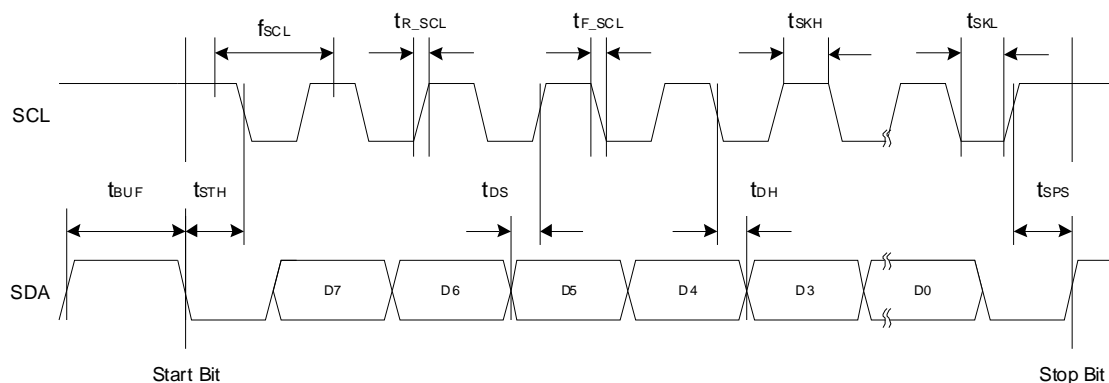 fSCL tR_SCL tF_SCL tSKH tSKL
SCL
tBUF tSTH tDS tDH tSPS
SDA D7 D6 D5 D4 D3 D0
Start Bit Stop Bit